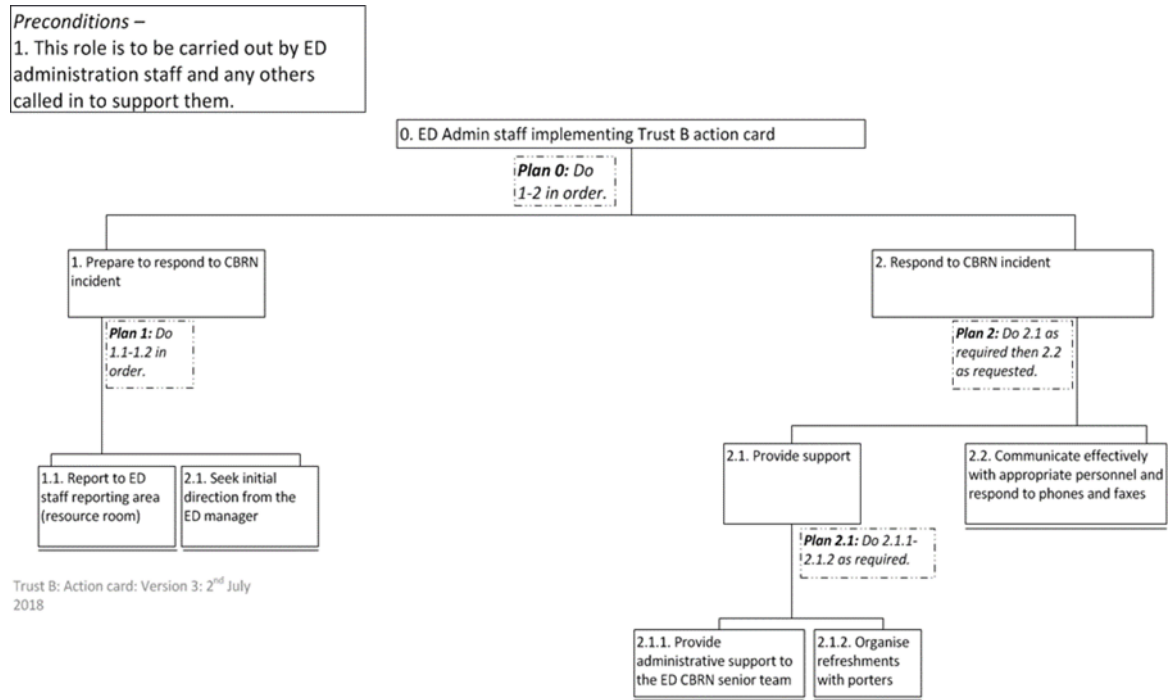 Preconditions –
1. This role is to be carried out by ED
administration staff and any others
called in to support them.
0. ED Admin staff implementing Trust B action card
Plan 0: Do
1-2 in order.
1. Prepare to respond to CBRN
incident
2. Respond to CBRN incident
Plan 1: Do
1.1-1.2 in
order.
Plan 2: Do 2.1 as
required then 2.2
as requested.
1.1. Report to ED
staff reporting area
(resource room)
2.1. Seek initial
direction from the
ED manager
2.1. Provide support
2.2. Communicate effectively
with appropriate personnel and
respond to phones and faxes
Plan 2.1: Do 2.1.1-
2.1.2 as required.
Trust B: Action card: Version 3: 2nd July
2018
2.1.1. Provide
administrative support to
the ED CBRN senior team
2.1.2. Organise
refreshments
with porters